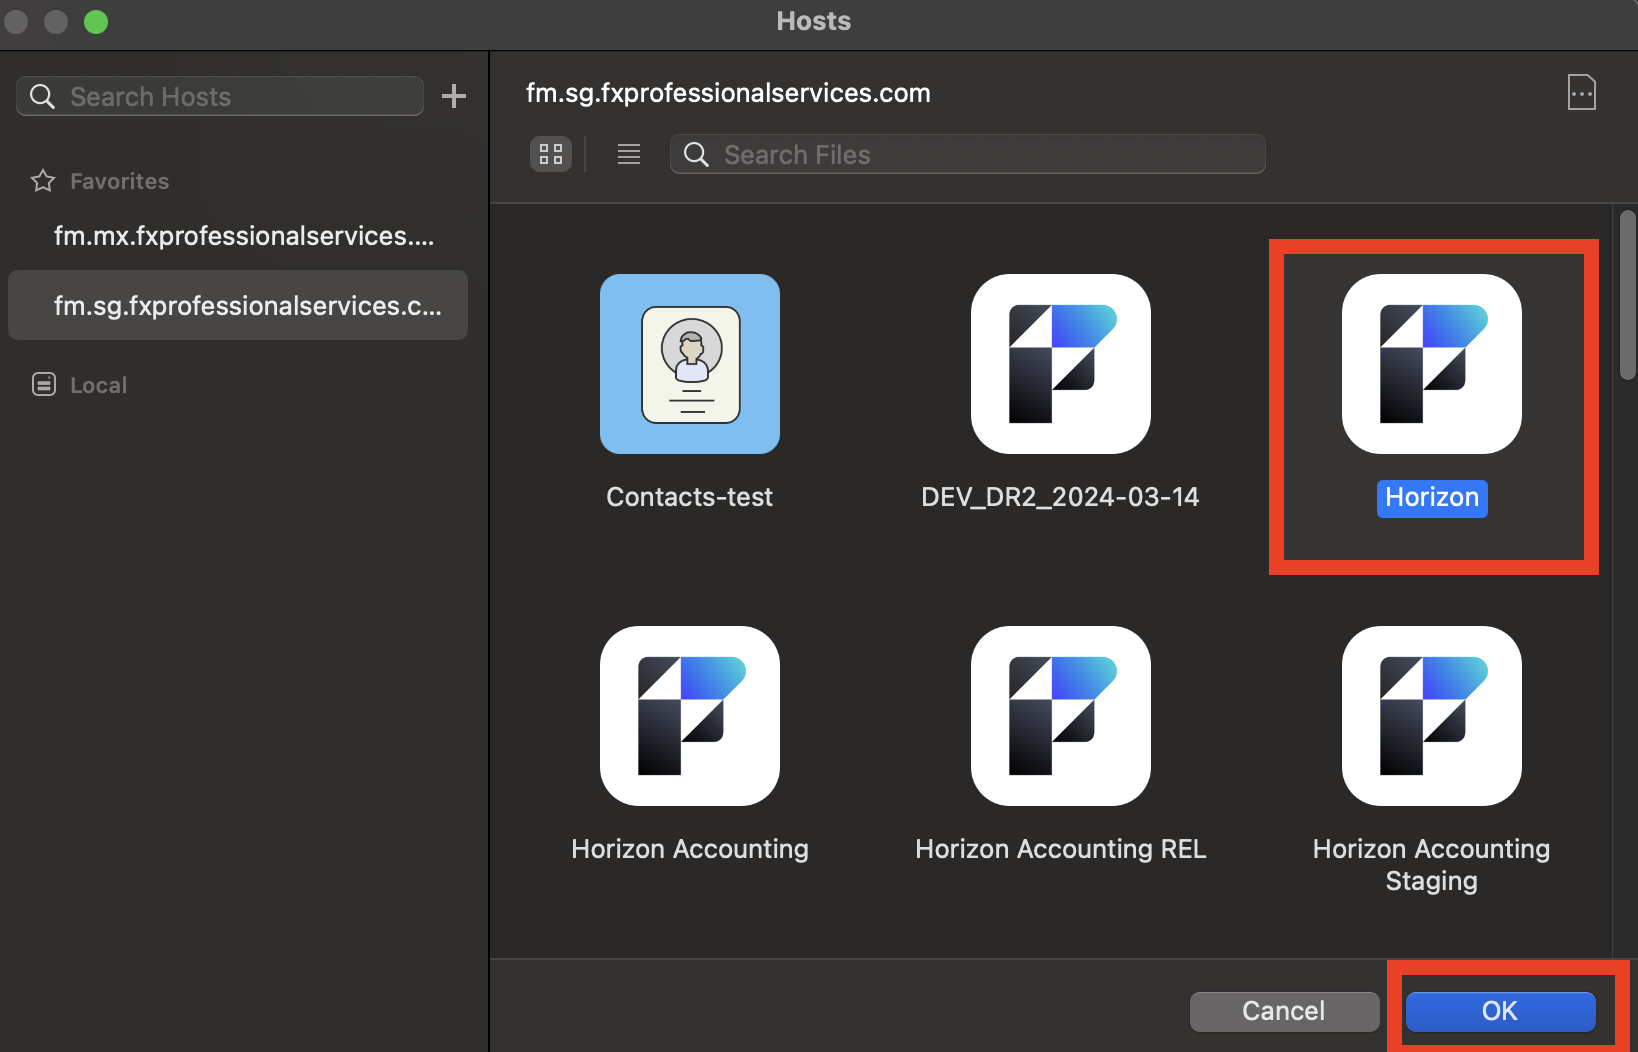 Hosts
Search Hosts
Favorites
fm.mx.fxprofessionalservices....
fm.sg.fxprofessionalservices.c...
Local
fm.sg.fxprofessionalservices.com
Search Files
Contacts-test
DEV_DR2_2024-03-14
Horizon
Horizon Accounting
Horizon Accounting REL
Horizon Accounting
Staging
Cancel
OK